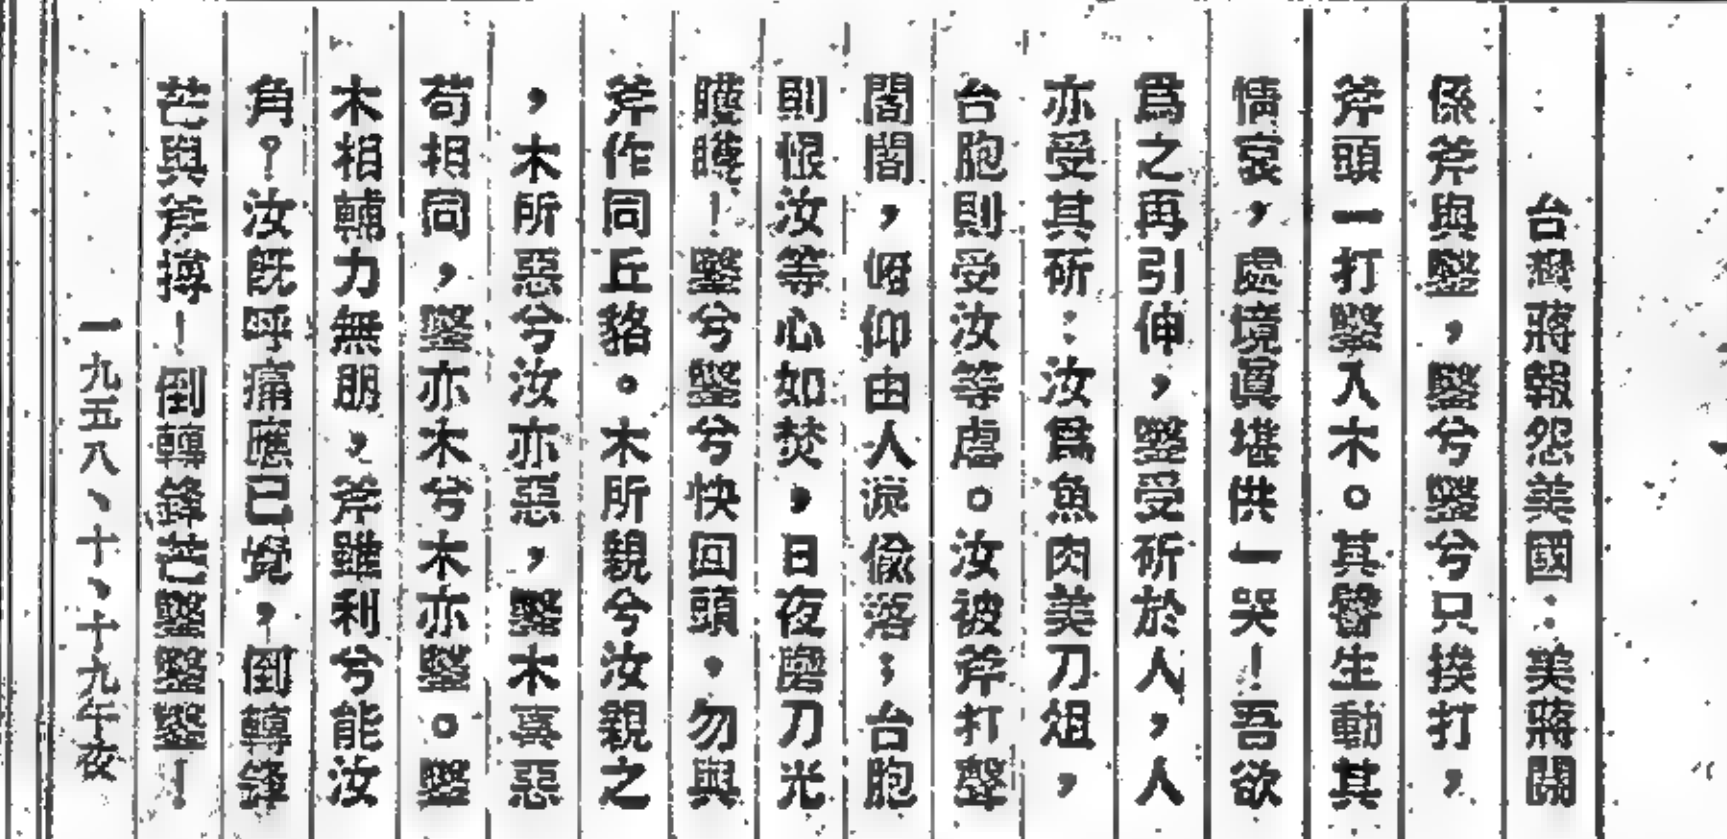 台灣蔣報怨美國：美蔣關
係斧與鑿，鑿兮鑿兮只挨打，
斧頭一打鑿入木。其聲生動其
情哀，處境眞堪供一哭！吾欲
爲之再引伸，鑿受斫於人，人
亦受其斫：汝爲魚肉美刀俎，
台胞則受汝等虐。汝被斧打聲
閣閣，俯仰由人淚偸落；台胞
則恨汝等心如焚，日夜磨刀光
！鑿兮鑿兮快回頭，勿與
斧作同丘貉。木所親兮汝親之
，木所惡兮汝亦惡，鑿木喜惡
苟相同，鑿亦木兮木亦鑿。鑿
木相輔力無朋，斧雖利兮能汝
角？汝旣呼痛應已覺，倒轉鋒
芒與斧搏！倒轉鋒芒鑿鑿鑿！
一九五八、十、十九午夜